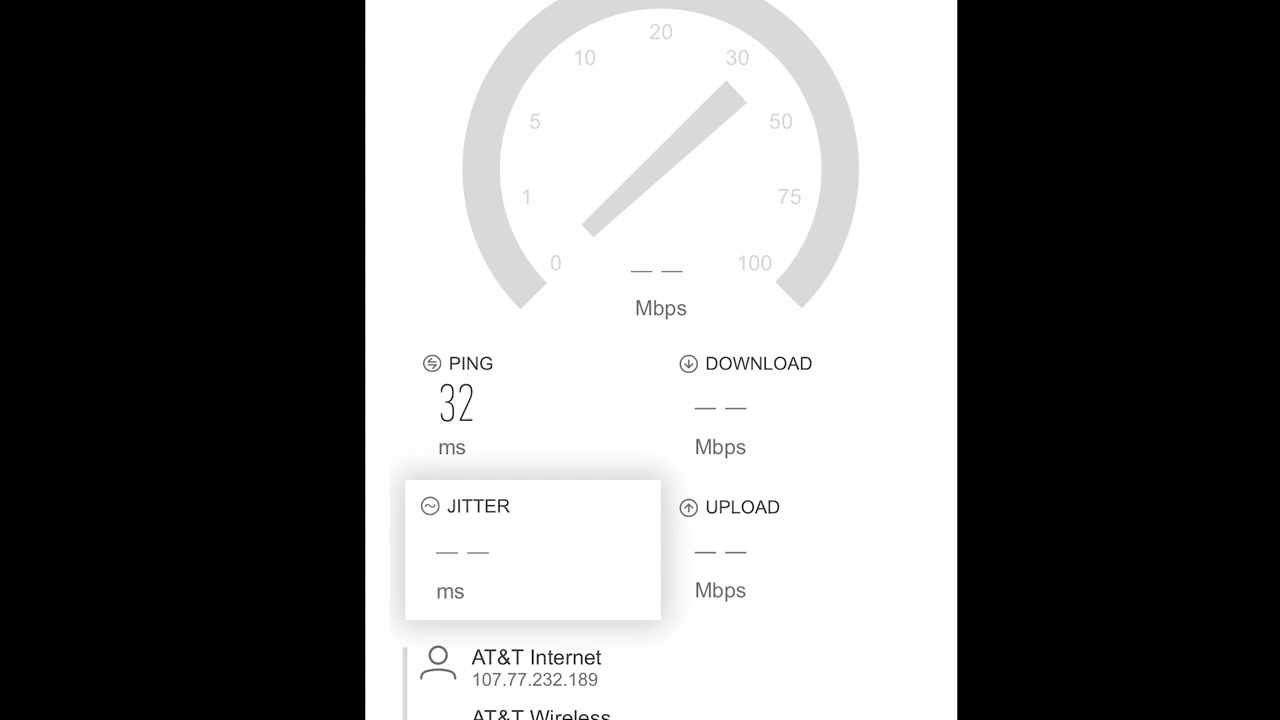 20
10
30
5
50
1
75
0
100
— —
Mbps
PING
DOWNLOAD
32
— —
ms
Mbps
JITTER
UPLOAD
— —
— —
ms
Mbps
AT&T Internet
107.77.232.189
AT&T Wireless